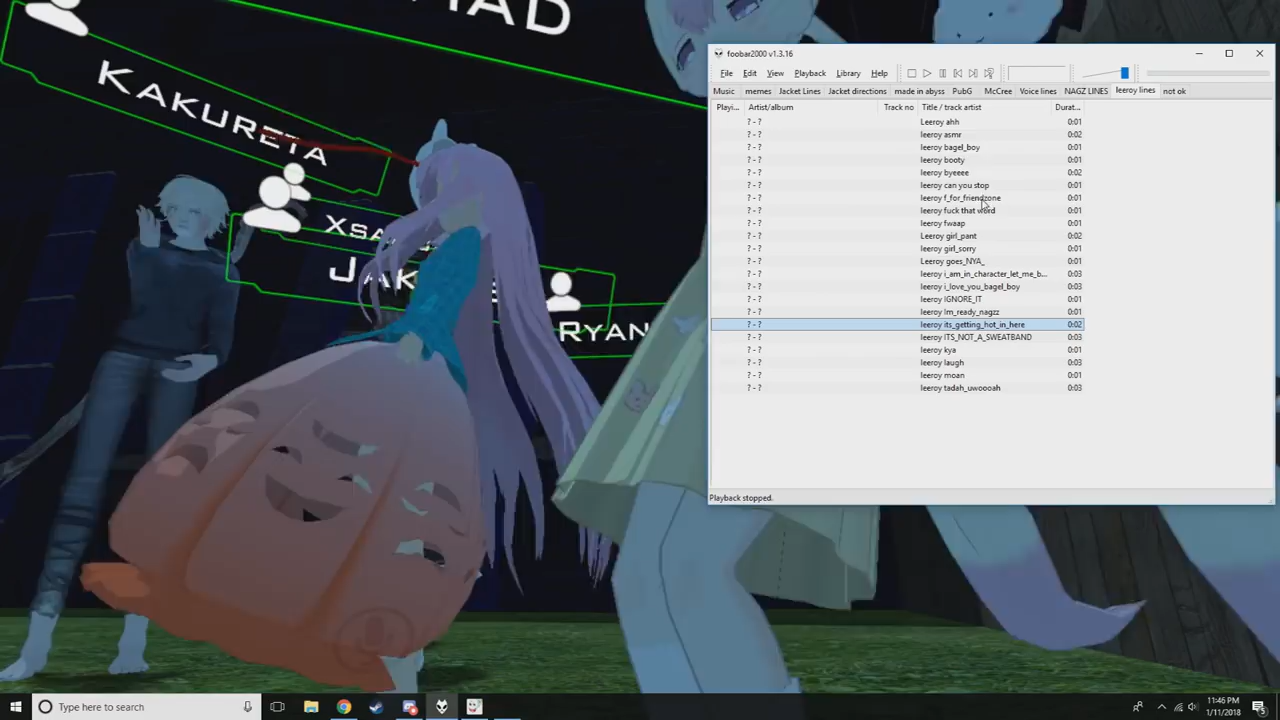 AD
KAKURETA
XSA
JAK
RYAN
foobar2000 v1.3.16
File Edit View Playback Library Help
Music memes Jacket Lines Jacket directions made in abyss PubG McCree Voice lines NAGZ LINES leeroy lines not ok
Playi... Artist/album Track no Title / track artist Durat...
? - ? Leeroy ahh 0:01
? - ? leeroy asmr 0:02
? - ? leeroy bagel_boy 0:01
? - ? leeroy booty 0:01
? - ? leeroy byeeee 0:02
? - ? leeroy can you stop 0:01
? - ? leeroy f_for_friendzone 0:01
? - ? leeroy fuck that word 0:01
? - ? leeroy fwaap 0:01
? - ? Leeroy girl_pant 0:02
? - ? leeroy girl_sorry 0:01
? - ? Leeroy goes_NYA_ 0:01
? - ? leeroy i_am_in_character_let_me_b... 0:03
? - ? leeroy i_love_you_bagel_boy 0:03
? - ? leeroy IGNORE_IT 0:01
? - ? leeroy Im_ready_nagzz 0:01
? - ? leeroy its_getting_hot_in_here 0:02
? - ? leeroy ITS_NOT_A_SWEATBAND 0:03
? - ? leeroy kya 0:01
? - ? leeroy laugh 0:03
? - ? leeroy moan 0:01
? - ? leeroy tadah_uwoooah 0:03
Playback stopped.
Type here to search
11:46 PM
1/11/2018